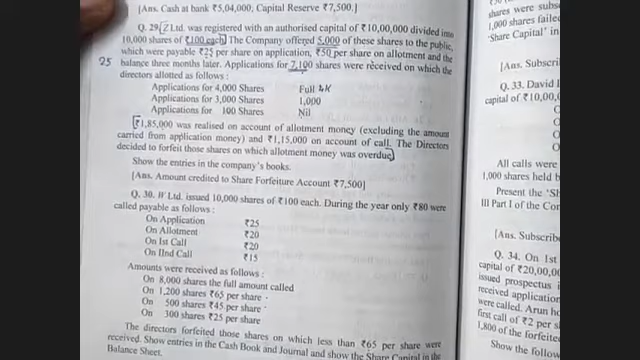 [Ans. Cash at bank ₹5,04,000; Capital Reserve ₹7,500.]
Q. 29. Z Ltd. was registered with an authorised capital of ₹10,00,000 divided into
10,000 shares of ₹100 each. The Company offered 5,000 of these shares to the public,
which were payable ₹25 per share on application, ₹50 per share on allotment and the
25 balance three months later. Applications for 7,100 shares were received on which the
directors allotted as follows :
Applications for 4,000 Shares Full 4K
Applications for 3,000 Shares 1,000
Applications for 100 Shares Nil
₹1,85,000 was realised on account of allotment money (excluding the amount
carried from application money) and ₹1,15,000 on account of call. The Directors
decided to forfeit those shares on which allotment money was overdue.
Show the entries in the company's books.
[Ans. Amount credited to Share Forfeiture Account ₹7,500]
Q. 30. W Ltd. issued 10,000 shares of ₹100 each. During the year only ₹80 were
called payable as follows :
On Application ₹25
On Allotment ₹20
On Ist Call ₹20
On IInd Call ₹15
Amounts were received as follows :
On 8,000 shares the full amount called
On 1,200 shares ₹65 per share
On 500 shares ₹45 per share
On 300 shares ₹25 per share
The directors forfeited those shares on which less than ₹65 per share were
received. Show entries in the Cash Book and Journal and show the Share Capital in the
Balance Sheet.
shares were
1,000 shares
'Share Capital' in
[Ans.
Q. 33. David
capital of ₹10,00,
All calls were
1,000 shares held
Present the
III Part I of the
[Ans.
Q. 34. On 1st
capital of ₹20,00,0
issued prospectus
received application
were called. Arun
first call of ₹2 per
1,800 of the
Show the